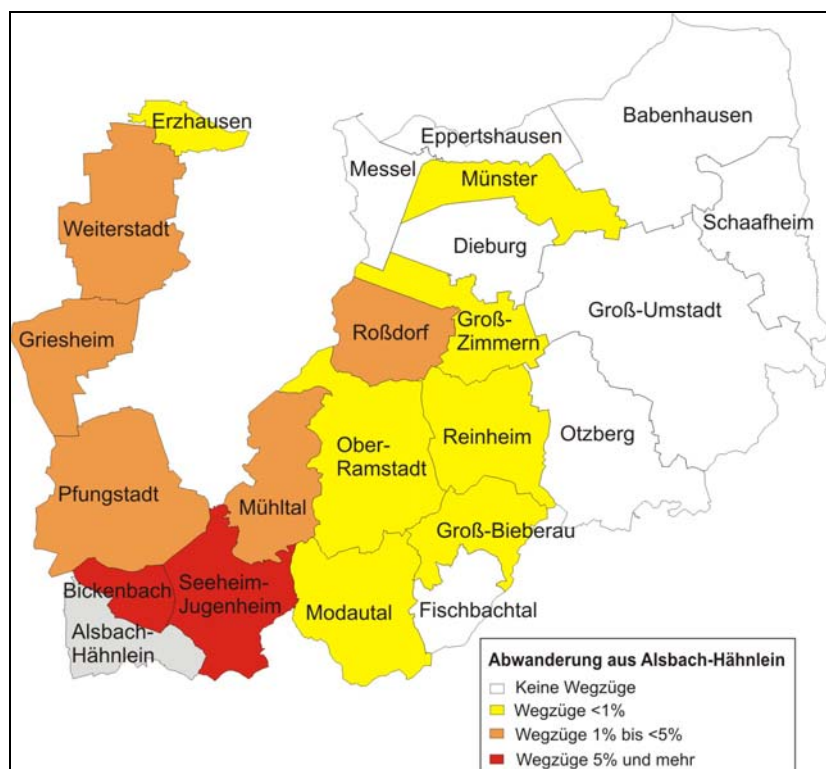 Erzhausen
Babenhausen
Eppertshausen
Messel
Münster
Schaafheim
Weiterstadt
Dieburg
Groß-Umstadt
Griesheim
Roßdorf
Groß-
Zimmern
Ober-
Ramstadt
Reinheim
Otzberg
Pfungstadt
Mühltal
Groß-Bieberau
Bickenbach
Seeheim-
Jugenheim
Modautal
Fischbachtal
Alsbach-
Hähnlein
Abwanderung aus Alsbach-Hähnlein
Keine Wegzüge
Wegzüge <1%
Wegzüge 1% bis <5%
Wegzüge 5% und mehr